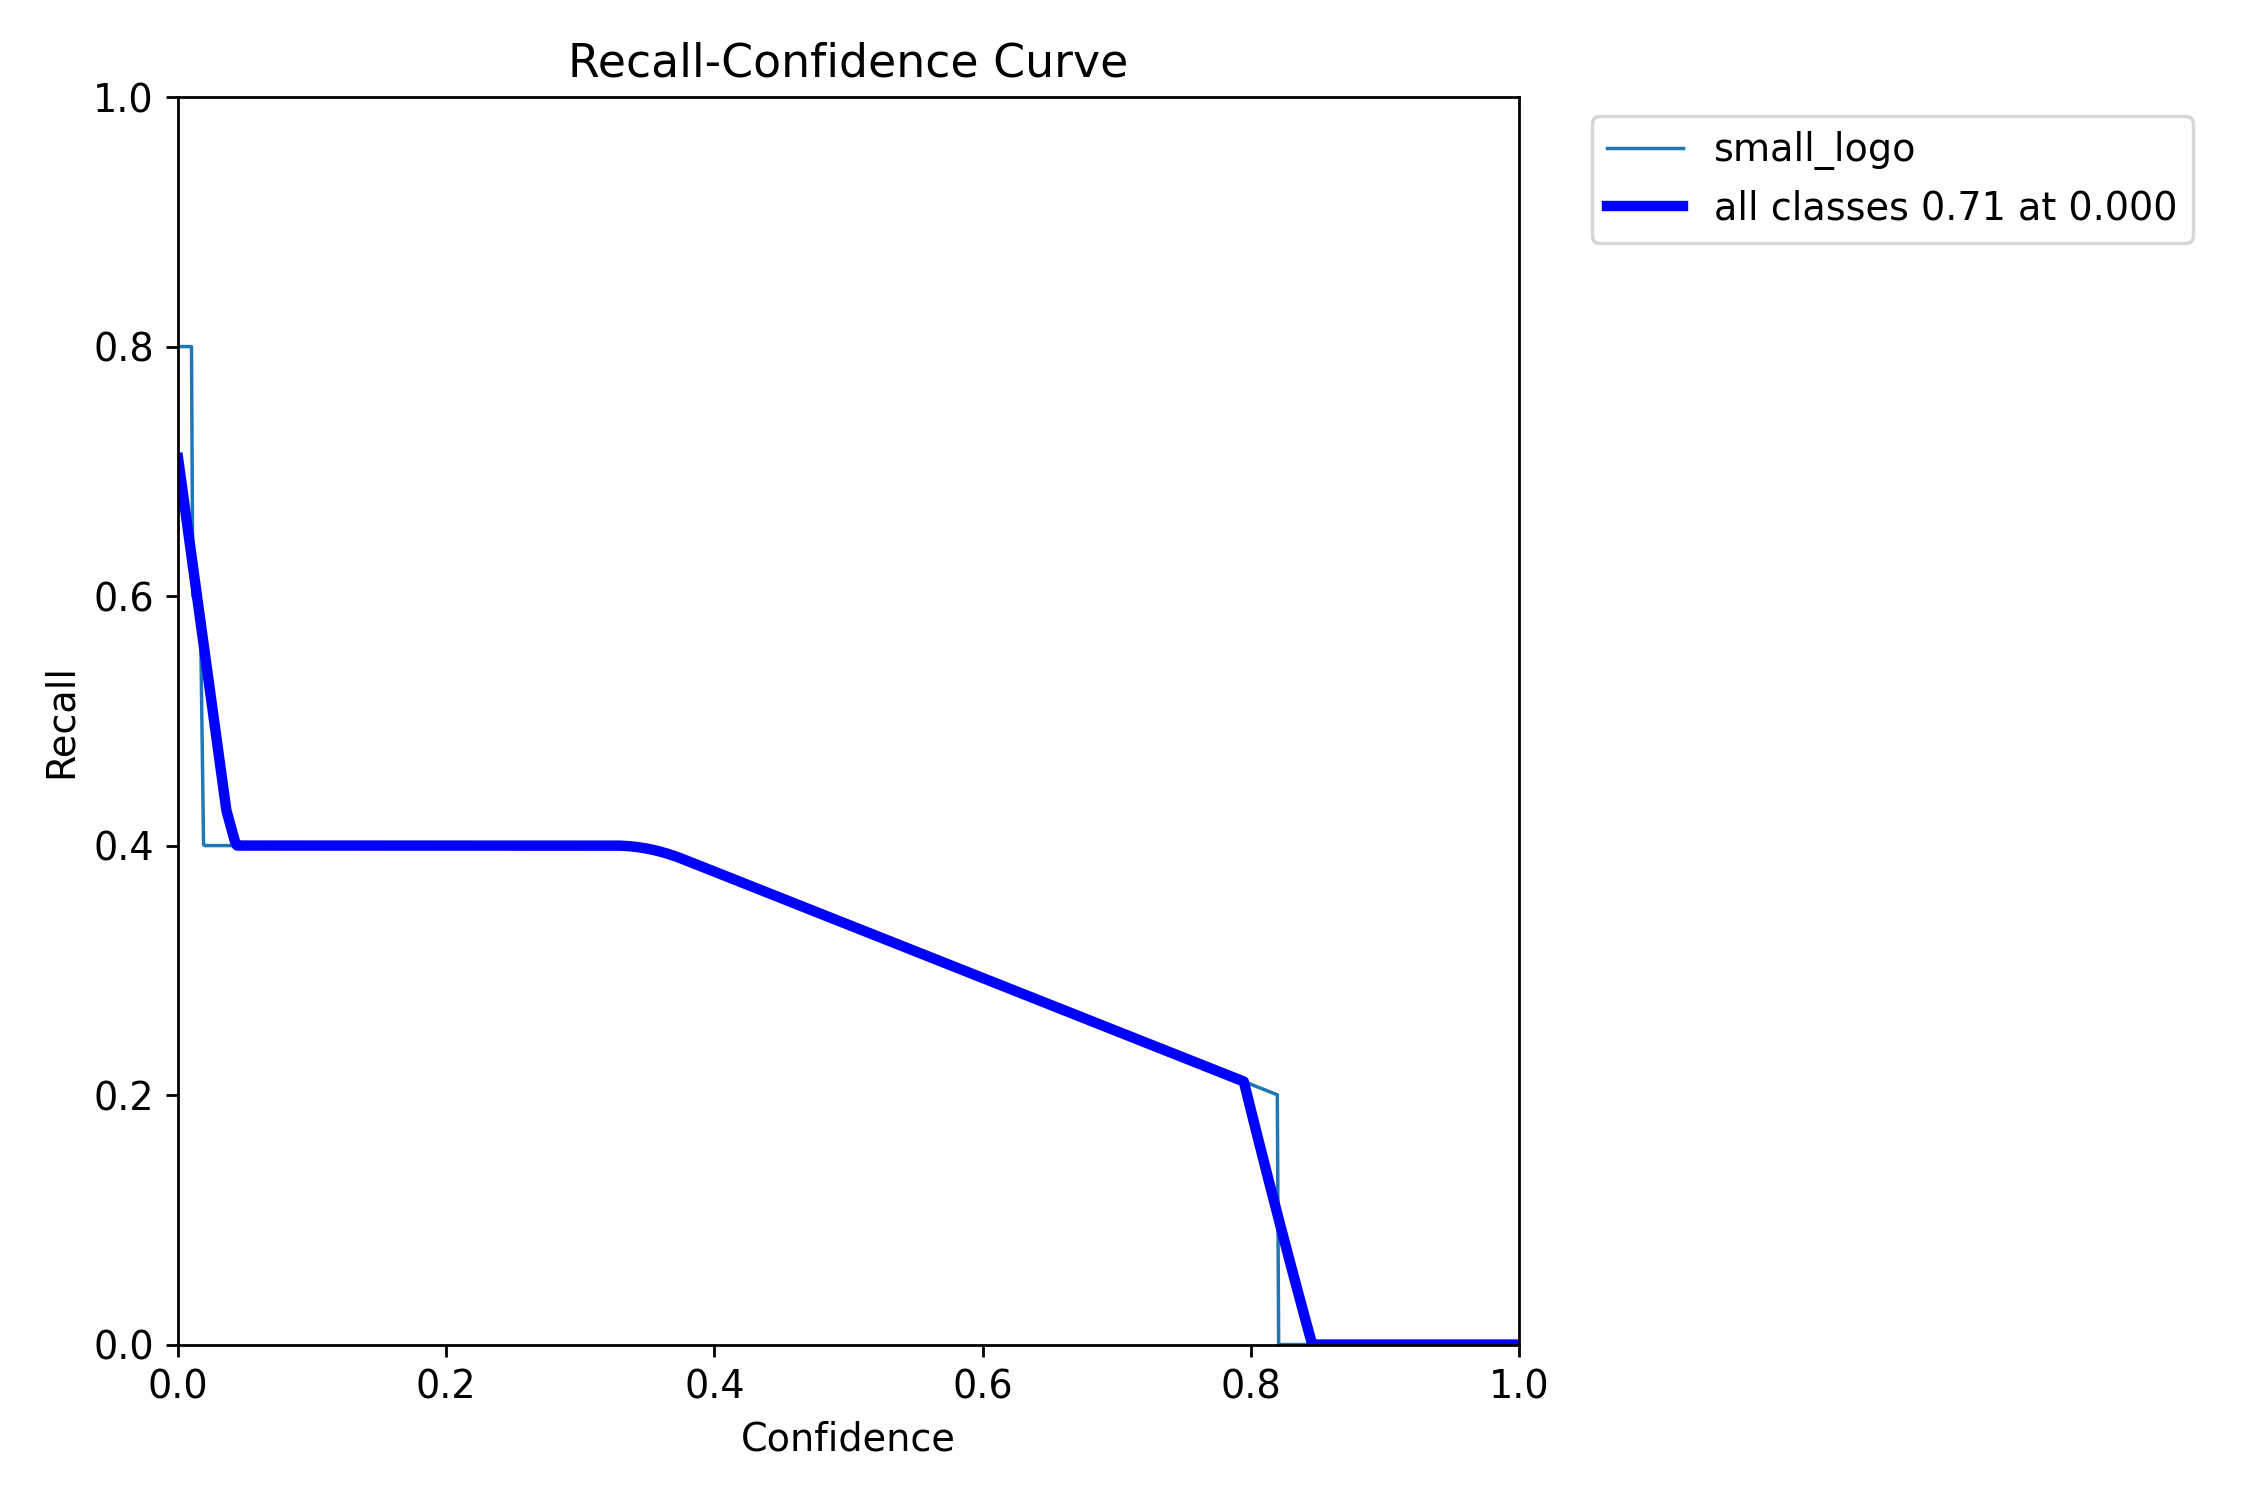 Recall-Confidence Curve
1.0
0.8
0.6
0.4
0.2
0.0
Recall
0.0 0.2 0.4 0.6 0.8 1.0
Confidence
small_logo
all classes 0.71 at 0.000